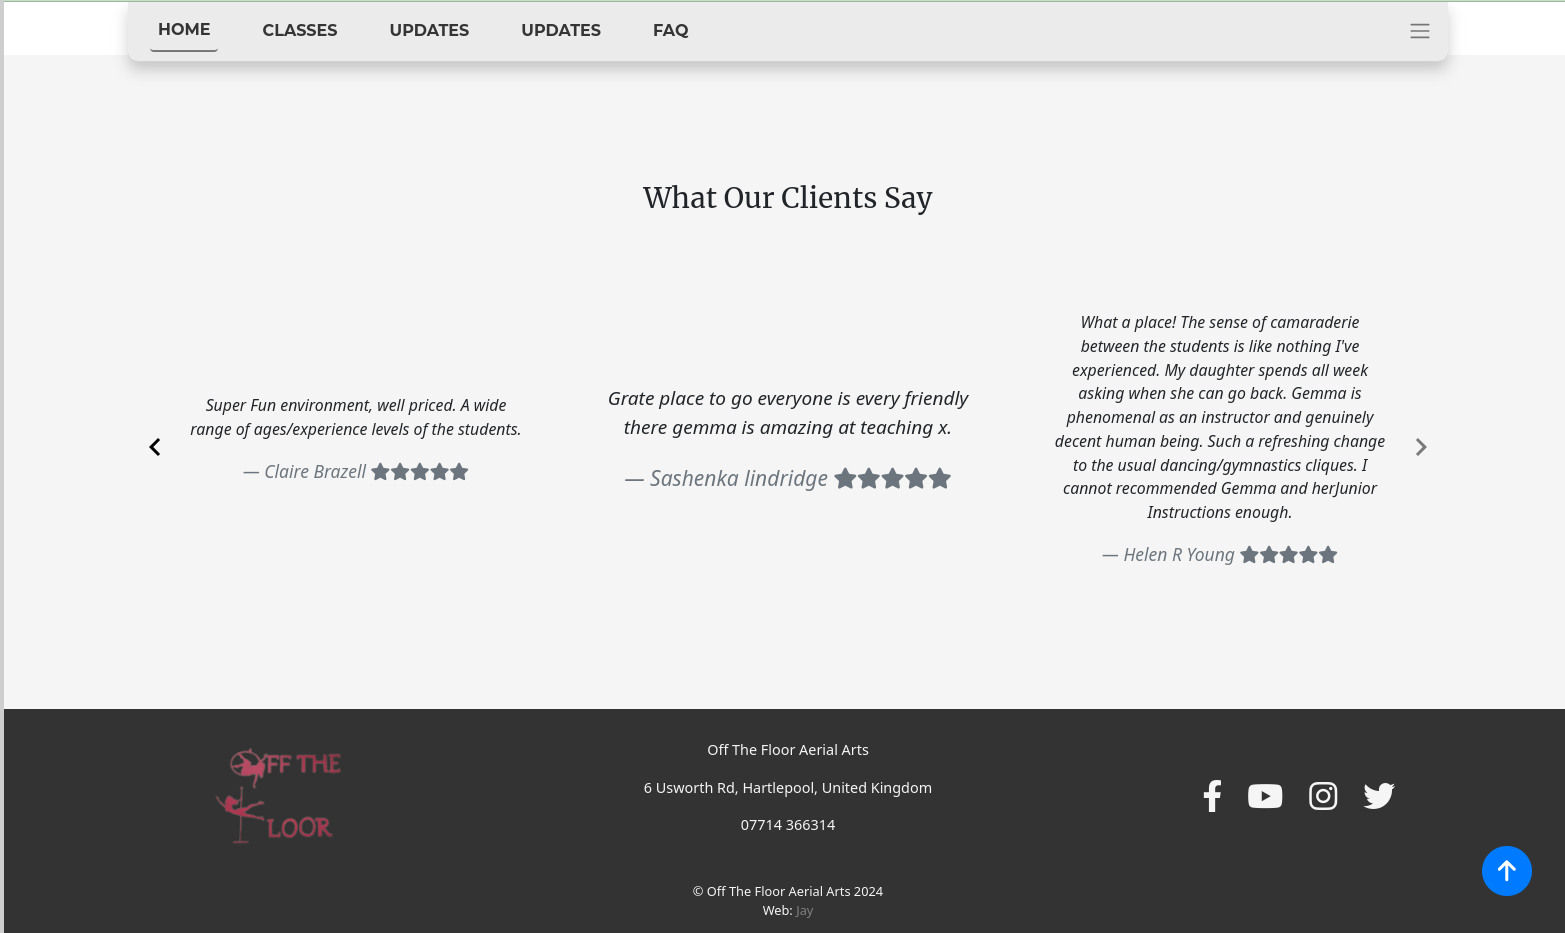 HOME CLASSES UPDATES UPDATES FAQ
What Our Clients Say
Super Fun environment, well priced. A wide
range of ages/experience levels of the students.
— Claire Brazell
Grate place to go everyone is every friendly
there gemma is amazing at teaching x.
— Sashenka lindridge
What a place! The sense of camaraderie
between the students is like nothing I've
experienced. My daughter spends all week
asking when she can go back. Gemma is
phenomenal as an instructor and genuinely
decent human being. Such a refreshing change
to the usual dancing/gymnastics cliques. I
cannot recommended Gemma and herJunior
Instructions enough.
— Helen R Young
OFF THE
FLOOR
Off The Floor Aerial Arts
6 Usworth Rd, Hartlepool, United Kingdom
07714 366314
© Off The Floor Aerial Arts 2024
Web: Jay